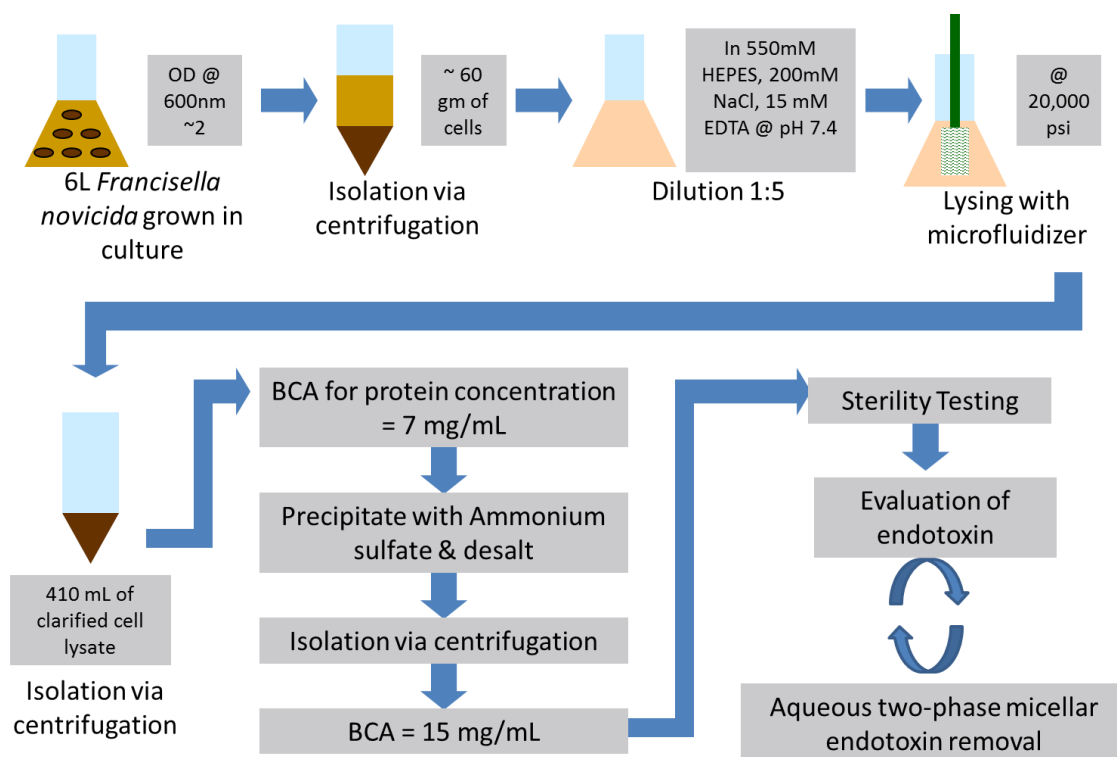 OD @
600nm
~2
6L Francisella
novicida grown in
culture
~ 60
gm of
cells
Isolation via
centrifugation
In 550mM
HEPES, 200mM
NaCl, 15 mM
EDTA @ pH 7.4
Dilution 1:5
@
20,000
psi
Lysing with
microfluidizer
410 mL of
clarified cell
lysate
Isolation via
centrifugation
BCA for protein concentration
= 7 mg/mL
Precipitate with Ammonium
sulfate & desalt
Isolation via centrifugation
BCA = 15 mg/mL
Sterility Testing
Evaluation of
endotoxin
Aqueous two-phase micellar
endotoxin removal